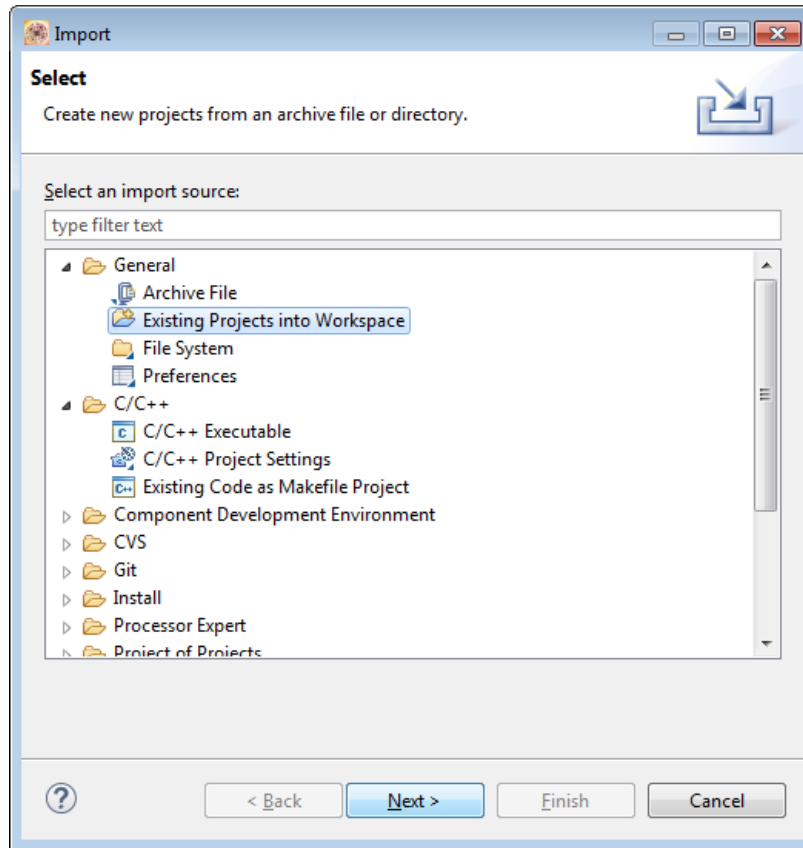 Import
Select
Create new projects from an archive file or directory.
Select an import source:
type filter text
General
Archive File
Existing Projects into Workspace
File System
Preferences
C/C++
C/C++ Executable
C/C++ Project Settings
Existing Code as Makefile Project
Component Development Environment
CVS
Git
Install
Processor Expert
Project of Projects
< Back Next > Finish Cancel